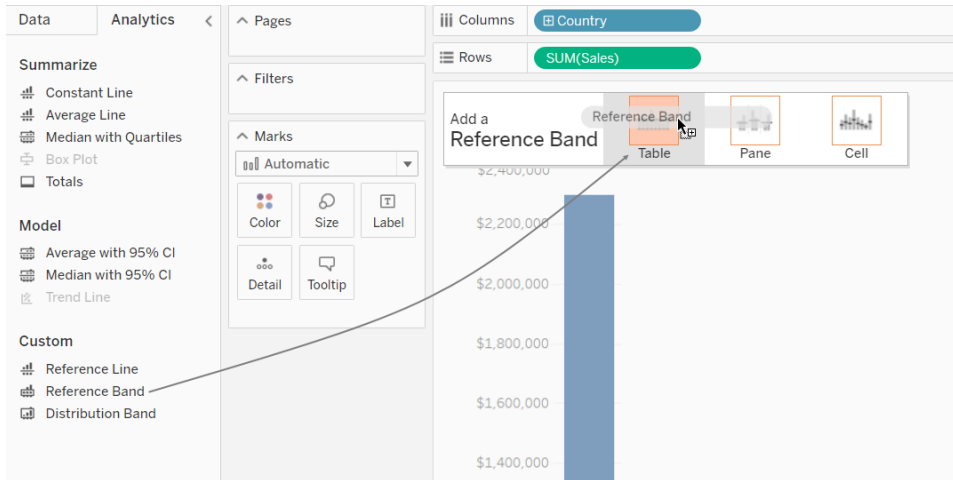 Data
Analytics
Summarize
Constant Line
Average Line
Median with Quartiles
Box Plot
Totals
Model
Average with 95% CI
Median with 95% CI
Trend Line
Custom
Reference Line
Reference Band
Distribution Band
Pages
Filters
Marks
Automatic
Color
Size
T
Label
Detail
Tooltip
Columns
Country
Rows
SUM(Sales)
Add a
Reference Band
Reference Band
Table
Pane
Cell
$2,400,000
$2,200,000
$2,000,000
$1,800,000
$1,600,000
$1,400,000